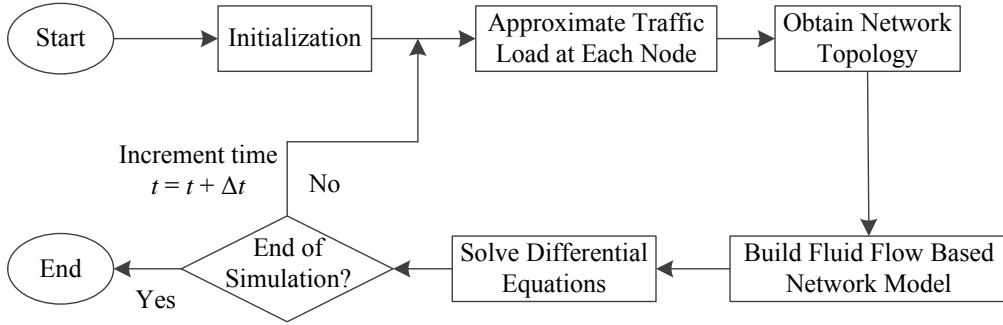 Start
Initialization
Approximate Traffic
Load at Each Node
Obtain Network
Topology
Increment time
t = t + Δt
No
End
Yes
End of
Simulation?
Solve Differential
Equations
Build Fluid Flow Based
Network Model